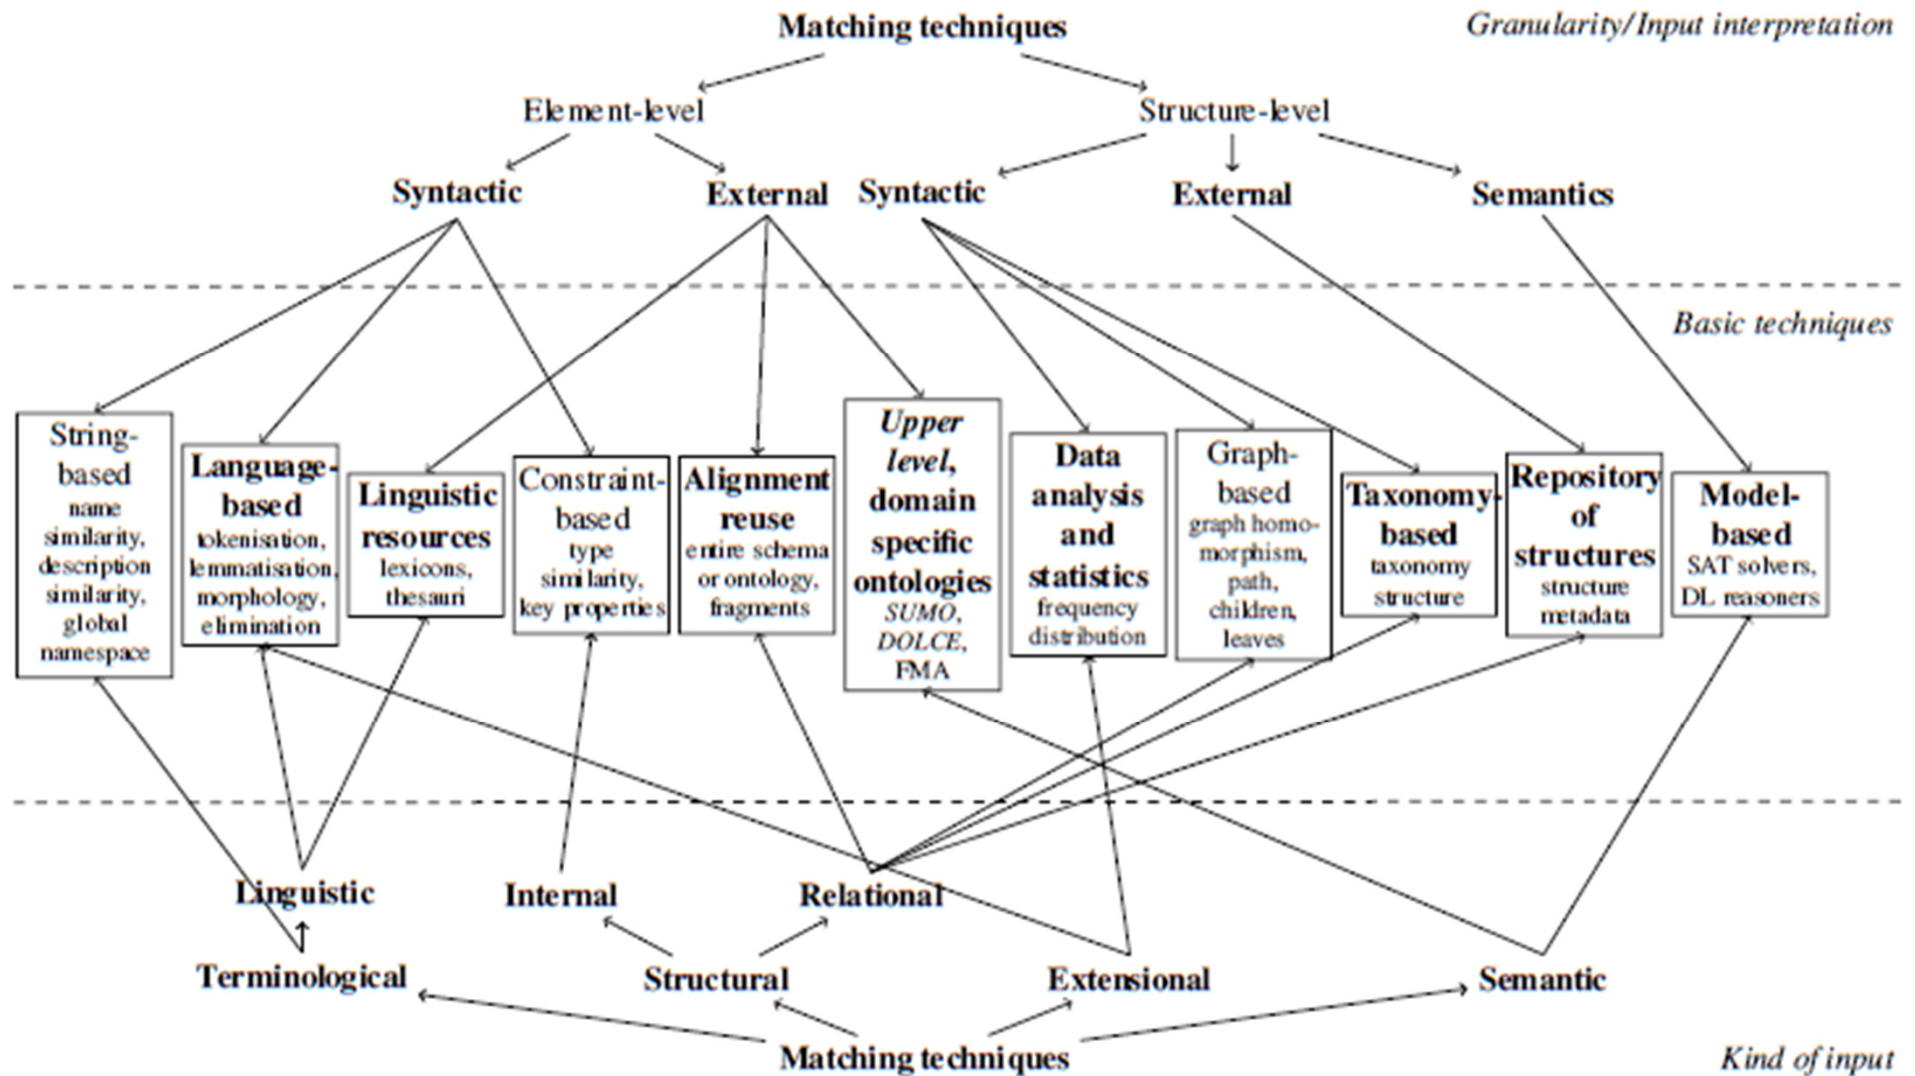 Matching techniques
Granularity/Input interpretation
Element-level
Structure-level
Syntactic
External
Syntactic
External
Semantics
Basic techniques
String-
based
name
similarity,
description
similarity,
global
namespace
Language-
based
tokenisation,
lemmatisation,
morphology,
elimination
Linguistic
resources
lexicons,
thesauri
Constraint-
based
type
similarity,
key properties
Alignment
reuse
entire schema
or ontology,
fragments
Upper
level,
domain
specific
ontologies
SUMO,
DOLCE,
FMA
Data
analysis
and
statistics
frequency
distribution
Graph-
based
graph homo-
morphism,
path,
children,
leaves
Taxonomy-
based
taxonomy
structure
Repository
of
structures
structure
metadata
Model-
based
SAT solvers,
DL reasoners
Linguistic
Internal
Relational
Terminological
Structural
Extensional
Semantic
Matching techniques
Kind of input